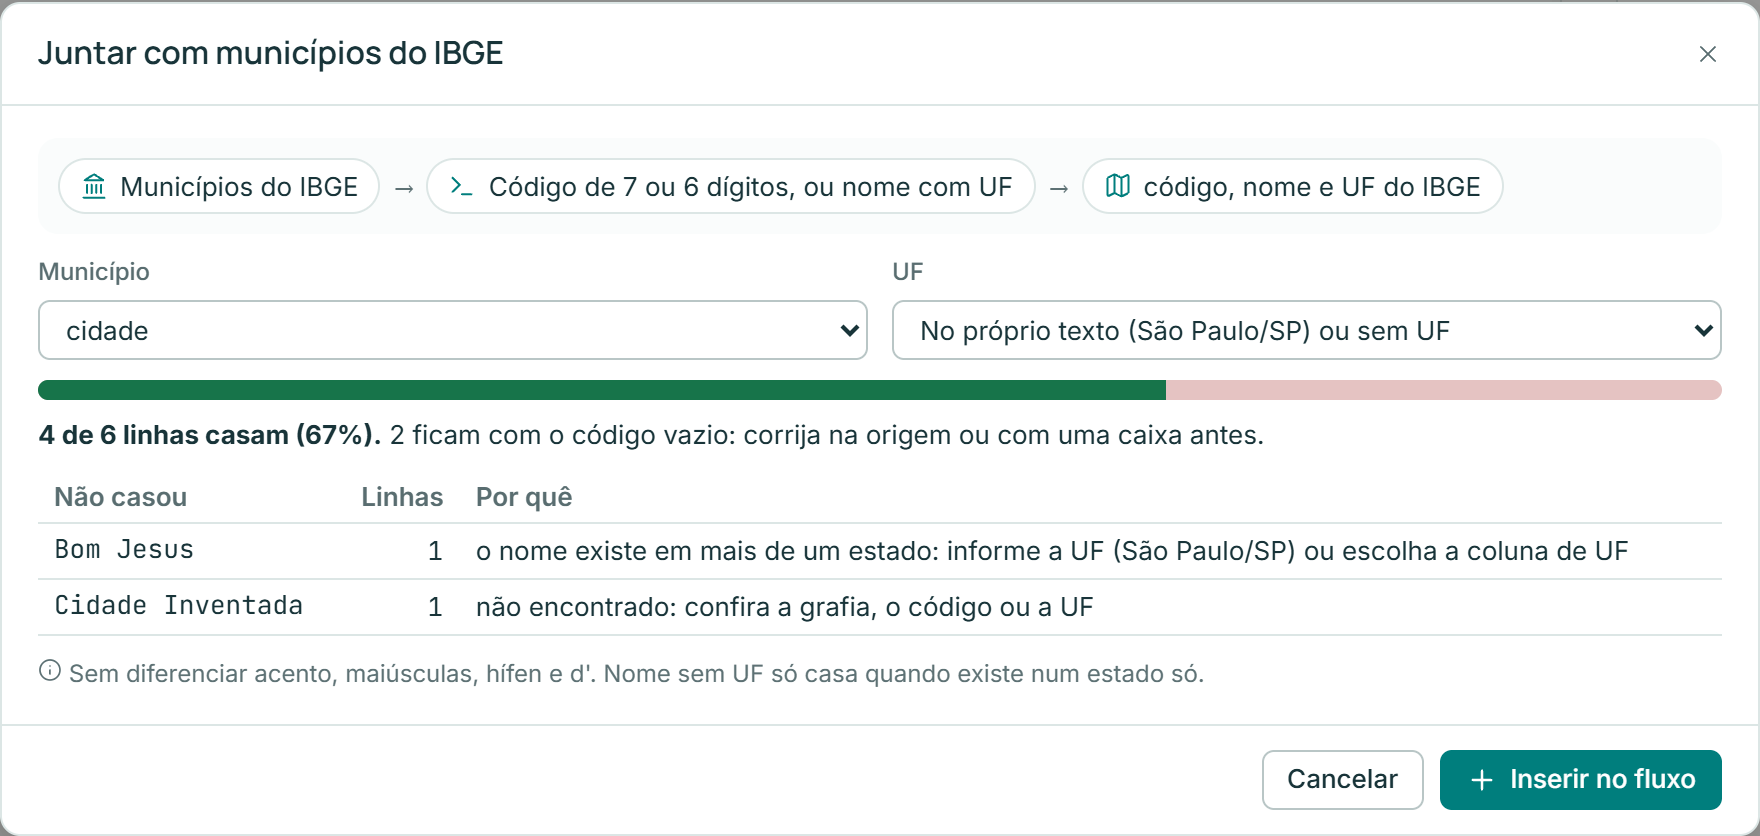 Juntar com municípios do IBGE
Municípios do IBGE → Código de 7 ou 6 dígitos, ou nome com UF → código, nome e UF do IBGE
Município UF
cidade No próprio texto (São Paulo/SP) ou sem UF
4 de 6 linhas casam (67%). 2 ficam com o código vazio: corrija na origem ou com uma caixa antes.
Não casou Linhas Por quê
Bom Jesus 1 o nome existe em mais de um estado: informe a UF (São Paulo/SP) ou escolha a coluna de UF
Cidade Inventada 1 não encontrado: confira a grafia, o código ou a UF
Sem diferenciar acento, maiúsculas, hífen e d'. Nome sem UF só casa quando existe num estado só.
Cancelar + Inserir no fluxo